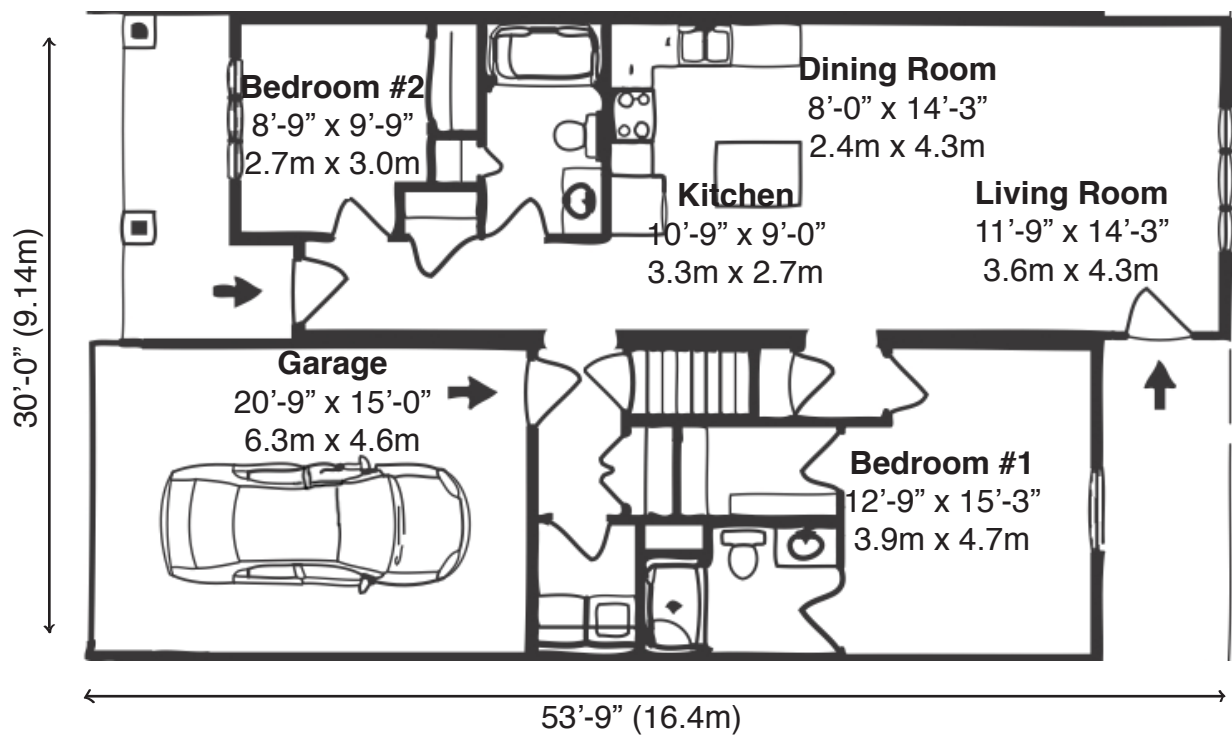 Bedroom #2
8’-9” x 9’-9”
2.7m x 3.0m
Dining Room
8’-0” x 14’-3”
2.4m x 4.3m
Kitchen
10’-9” x 9’-0”
3.3m x 2.7m
Living Room
11’-9” x 14’-3”
3.6m x 4.3m
30’-0” (9.14m)
Garage
20’-9” x 15’-0”
6.3m x 4.6m
Bedroom #1
12’-9” x 15’-3”
3.9m x 4.7m
53’-9” (16.4m)